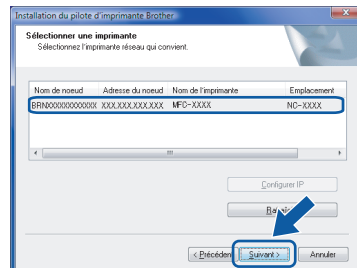 Installation du pilote d'imprimante Brother
Sélectionner une imprimante
Sélectionnez l'imprimante réseau qui convient.
Nom de noeud Adresse du noeud Nom de l'imprimante Emplacement
BRNXXXXXXXXXXXX XXX.XXX.XXX.XXX MFC-XXXX NC-XXXX
Configurer IP
< Précéden Suivant > Annuler